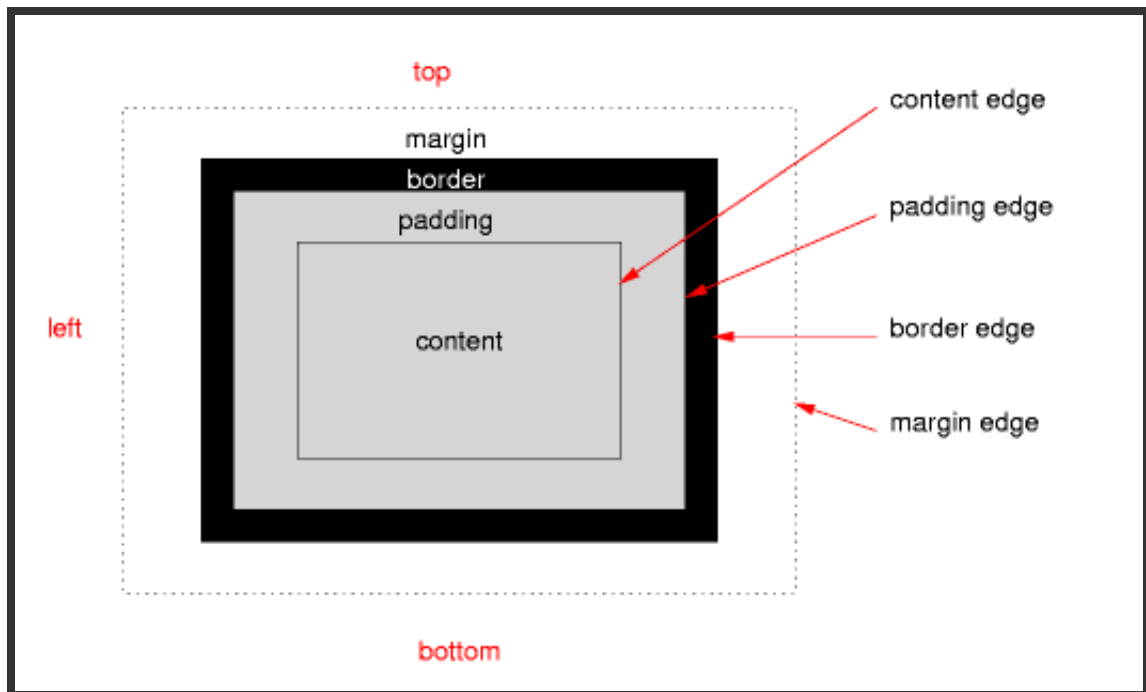 top
content edge
margin
border
padding edge
padding
left
border edge
content
margin edge
bottom